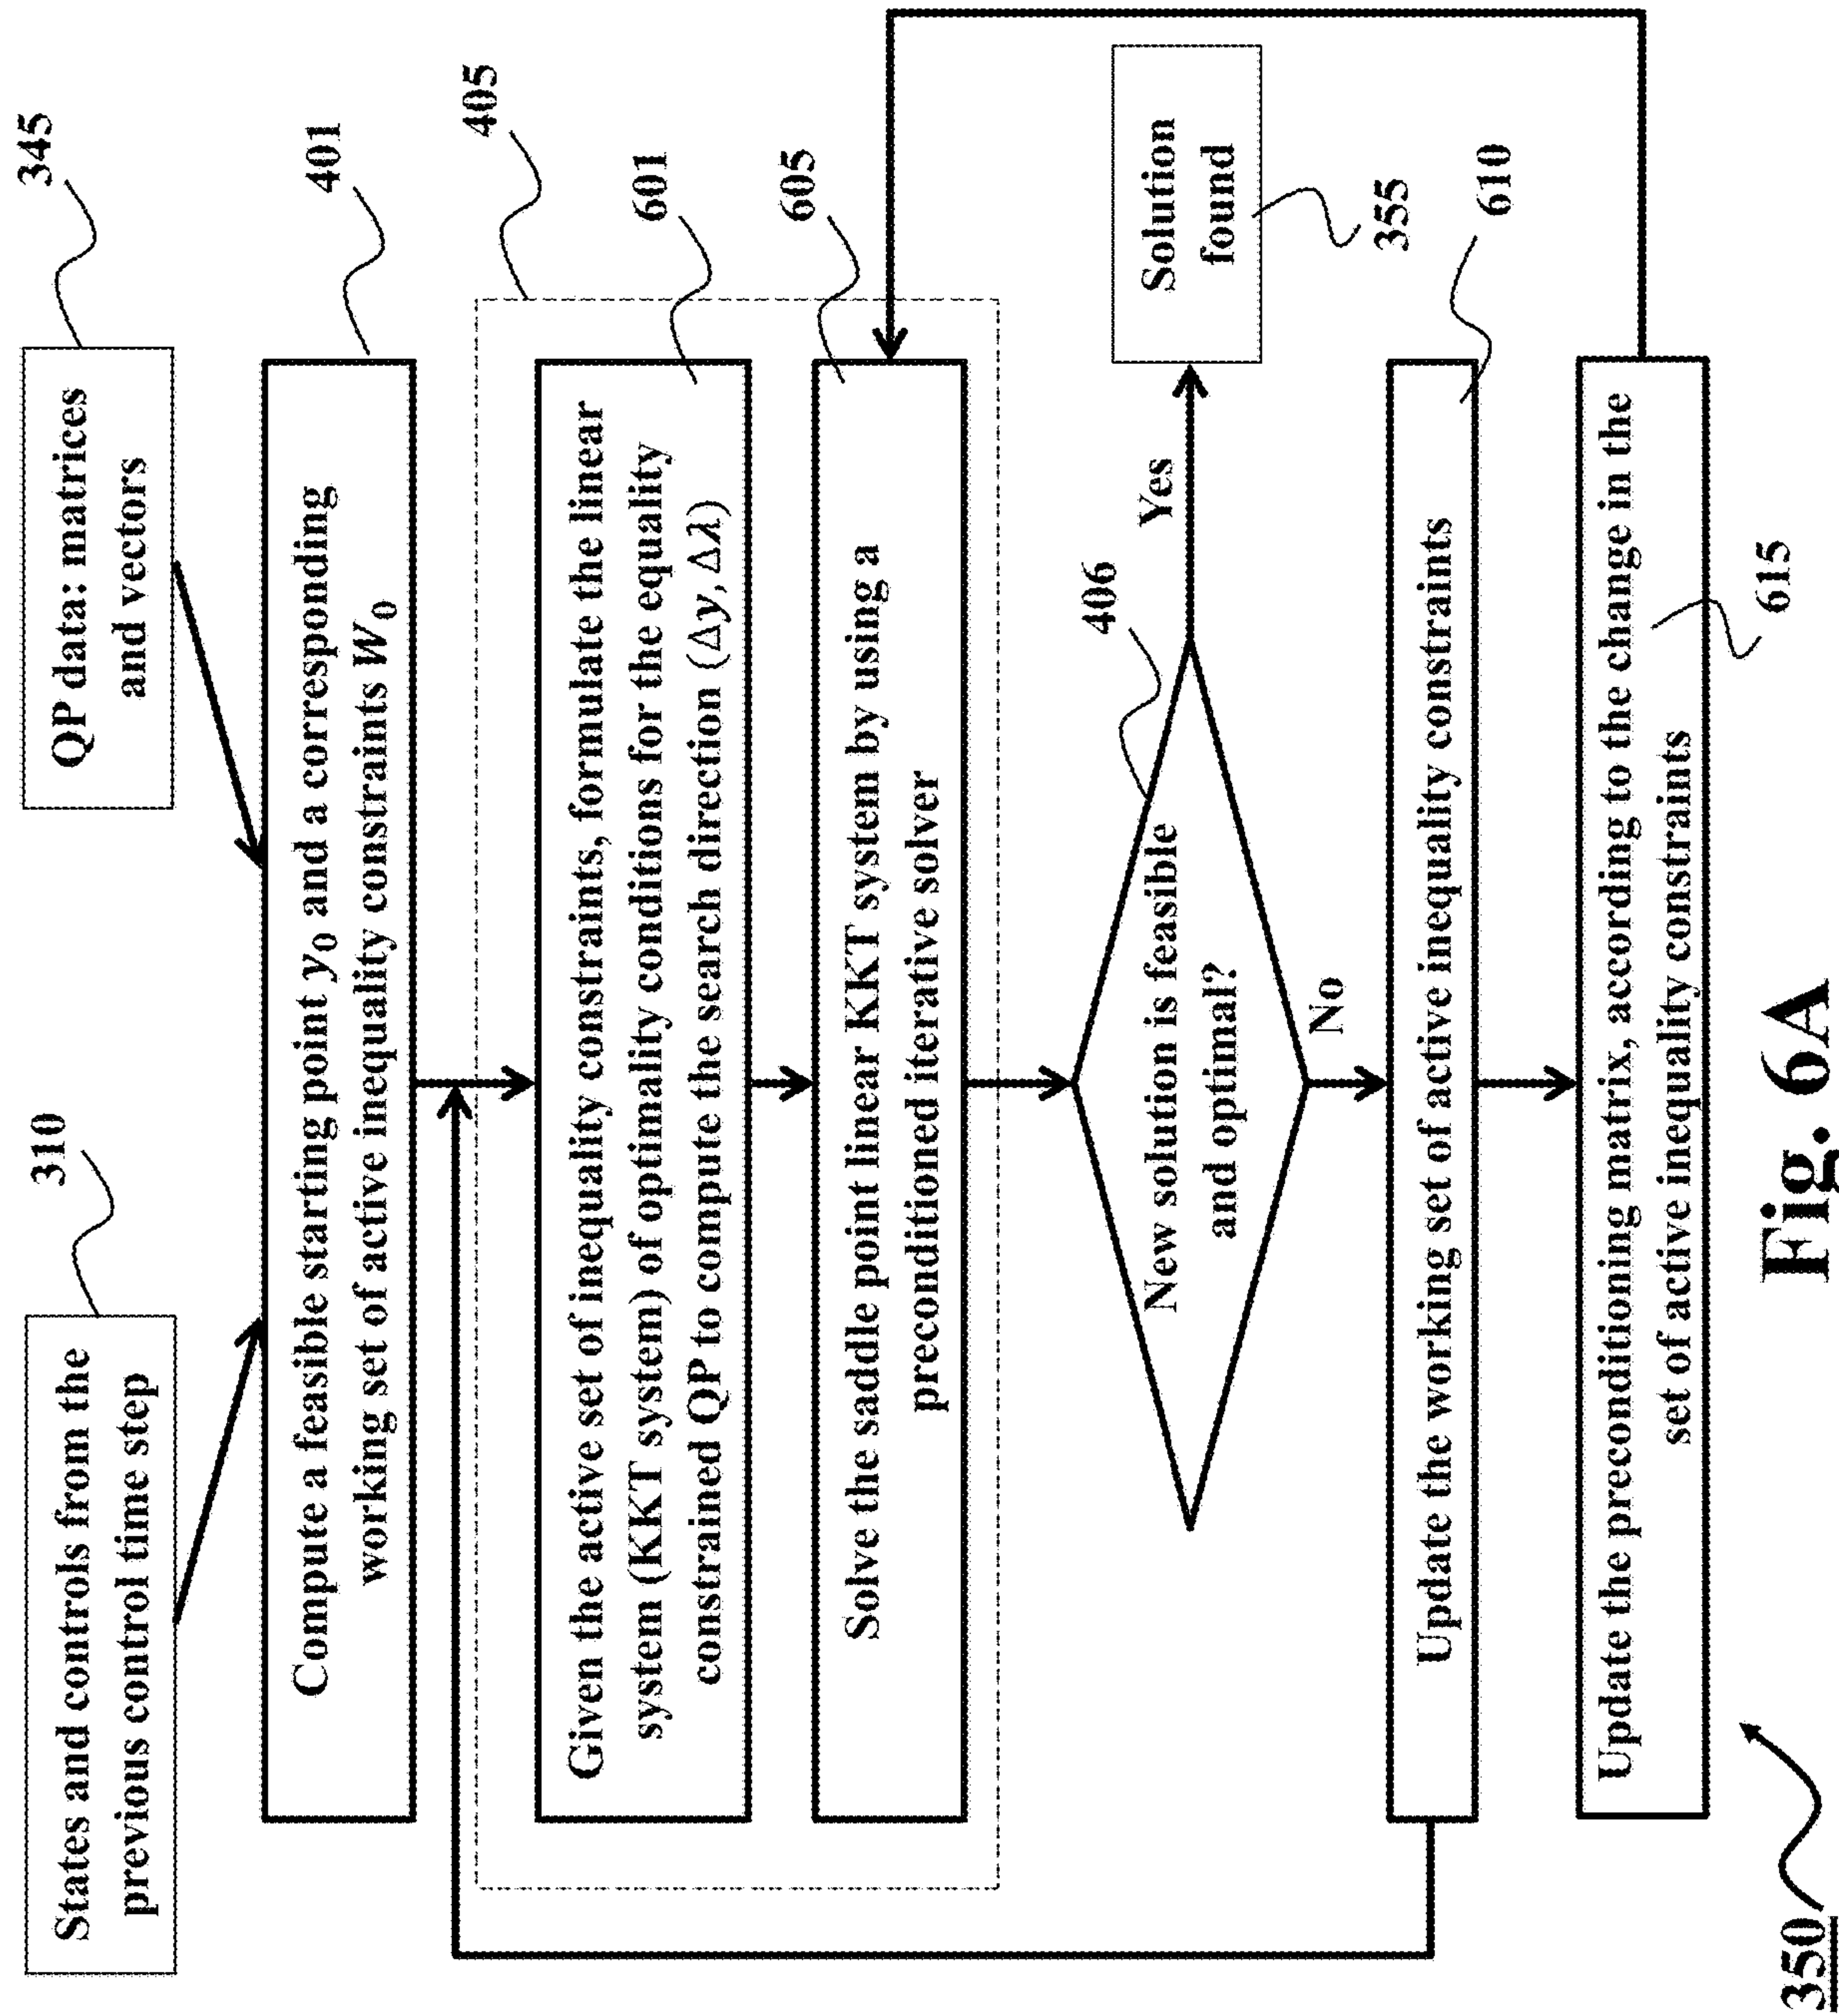 310
States and controls from the
previous control time step
345
QP data: matrices
and vectors
401
Compute a feasible starting point y₀ and a corresponding
working set of active inequality constraints W₀
405
601
Given the active set of inequality constraints, formulate the linear
system (KKT system) of optimality conditions for the equality
constrained QP to compute the search direction (Δy, Δλ)
605
Solve the saddle point linear KKT system by using a
preconditioned iterative solver
406
New solution is feasible
and optimal?
Yes
Solution
found
355
No
610
Update the working set of active inequality constraints
Update the preconditioning matrix, according to the change in the
set of active inequality constraints
615
350
Fig. 6A